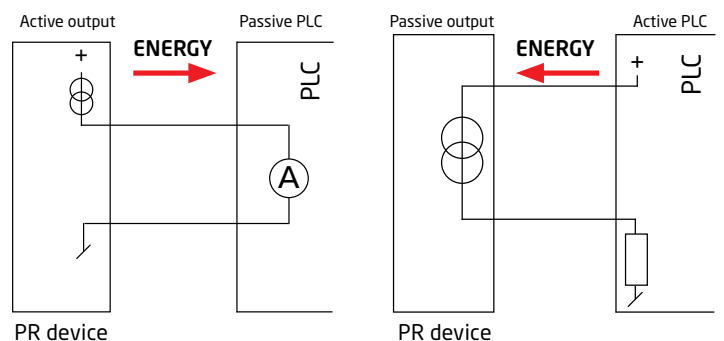 Active output
Passive PLC
ENERGY
+
PLC
A
PR device
Passive output
Active PLC
ENERGY
+
PLC
PR device